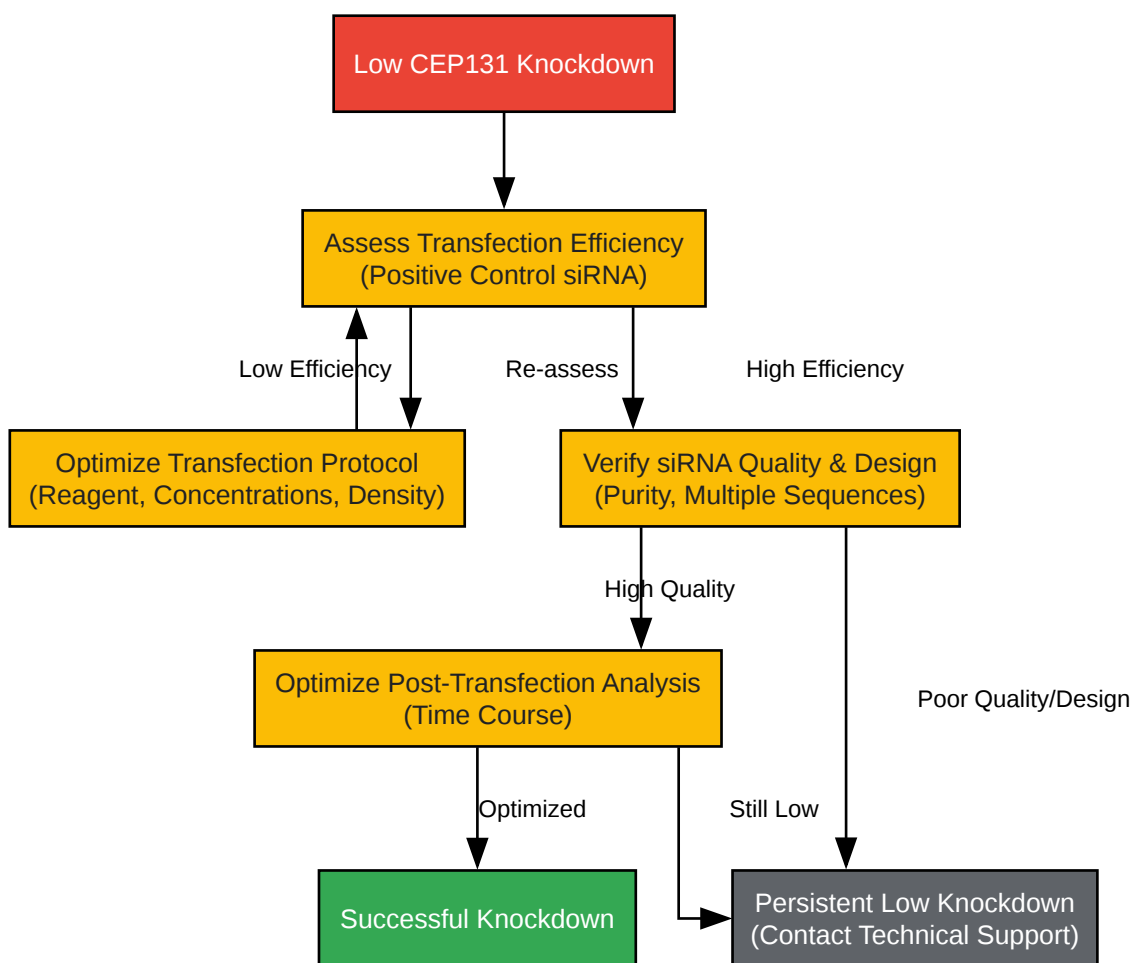 Low CEP131 Knockdown
Assess Transfection Efficiency
(Positive Control siRNA)
Low Efficiency
Re-assess
High Efficiency
Optimize Transfection Protocol
(Reagent, Concentrations, Density)
Verify siRNA Quality & Design
(Purity, Multiple Sequences)
High Quality
Optimize Post-Transfection Analysis
(Time Course)
Poor Quality/Design
Optimized
Still Low
Successful Knockdown
Persistent Low Knockdown
(Contact Technical Support)